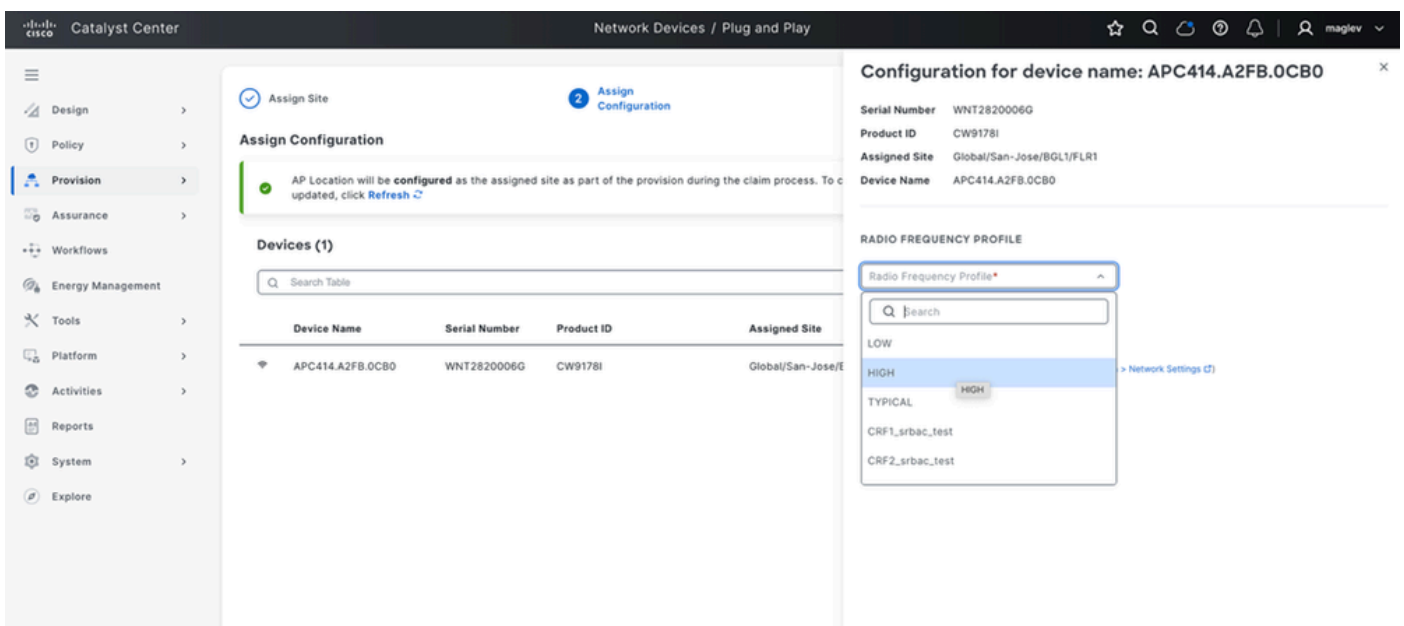 cisco Catalyst Center
Network Devices / Plug and Play
maglev
Design
Policy
Provision
Assurance
Workflows
Energy Management
Tools
Platform
Activities
Reports
System
Explore
Assign Site
2 Assign
Configuration
Assign Configuration
AP Location will be configured as the assigned site as part of the provision during the claim process. To c
updated, click Refresh
Devices (1)
Search Table
Device Name Serial Number Product ID Assigned Site
APC414.A2FB.0CB0 WNT2820006G CW9178I Global/San-Jose/B
Configuration for device name: APC414.A2FB.0CB0
Serial Number WNT2820006G
Product ID CW9178I
Assigned Site Global/San-Jose/BGL1/FLR1
Device Name APC414.A2FB.0CB0
RADIO FREQUENCY PROFILE
Radio Frequency Profile*
Search
LOW
HIGH
HIGH
TYPICAL
CRF1_srbac_test
CRF2_srbac_test
> Network Settings )